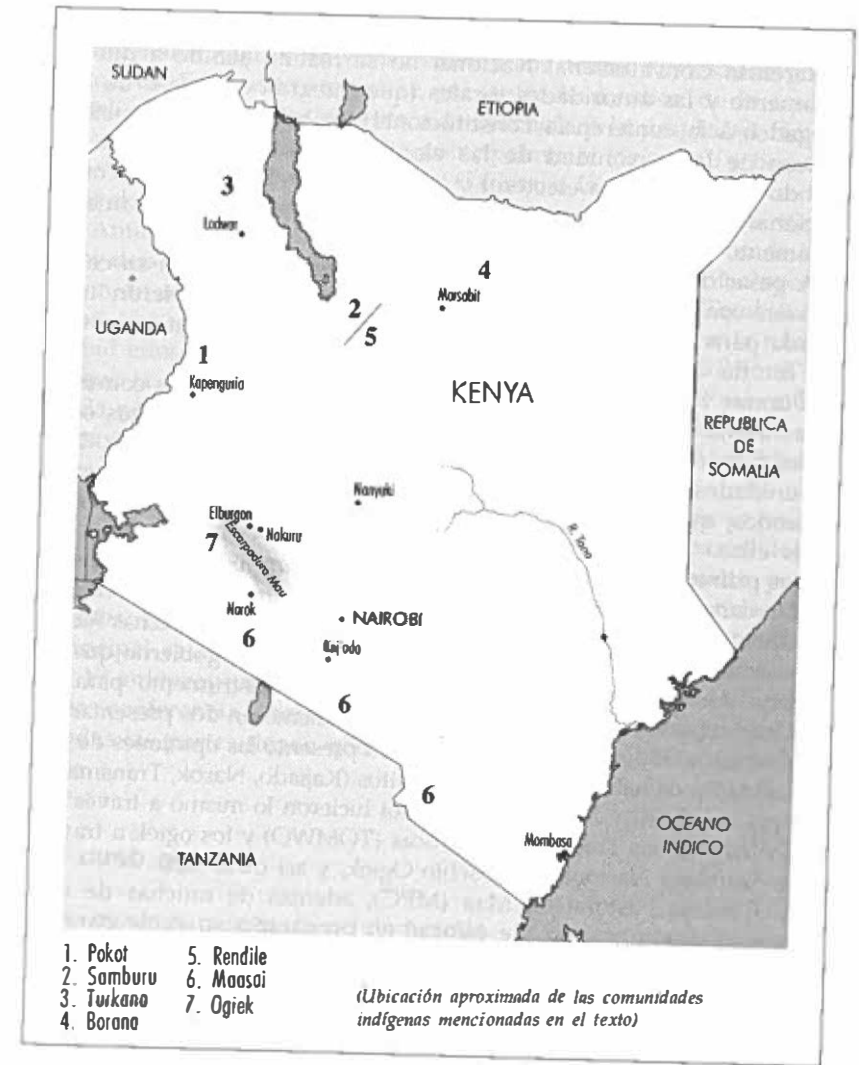 SUDAN
ETIOPIA
3
Lodwan
4
Marsabit
2
5
UGANDA
1
Kapenguria
KENYA
REPUBLICA
DE
SOMALIA
Nanyuki
Elburgon
Nakuru
7
Escarpadura Mau
R. Tana
Narok
NAIROBI
6
Kajiado
6
6
OCEANO
INDICO
Mombasa
TANZANIA
1. Pokot
2. Samburu
3. Turkana
4. Borana
5. Rendile
6. Maasai
7. Ogiek
(Ubicación aproximada de las comunidades
indígenas mencionadas en el texto)